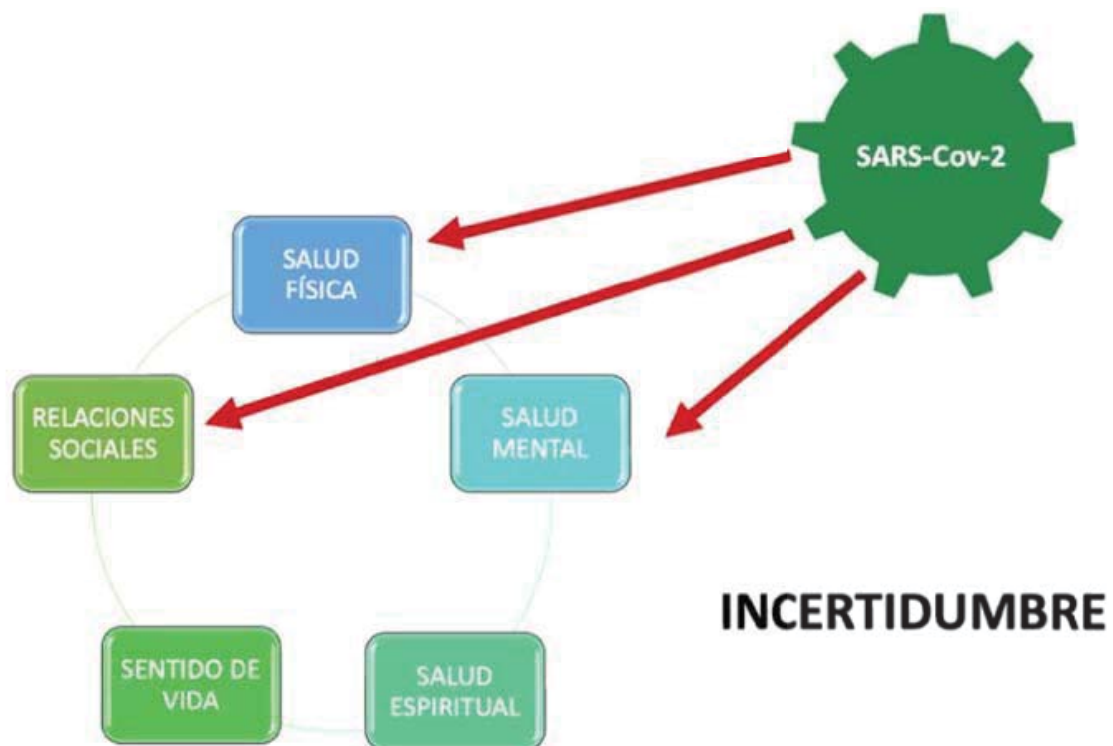 SARS-Cov-2
SALUD
FÍSICA
RELACIONES
SOCIALES
SALUD
MENTAL
INCERTIDUMBRE
SENTIDO DE
VIDA
SALUD
ESPIRITUAL